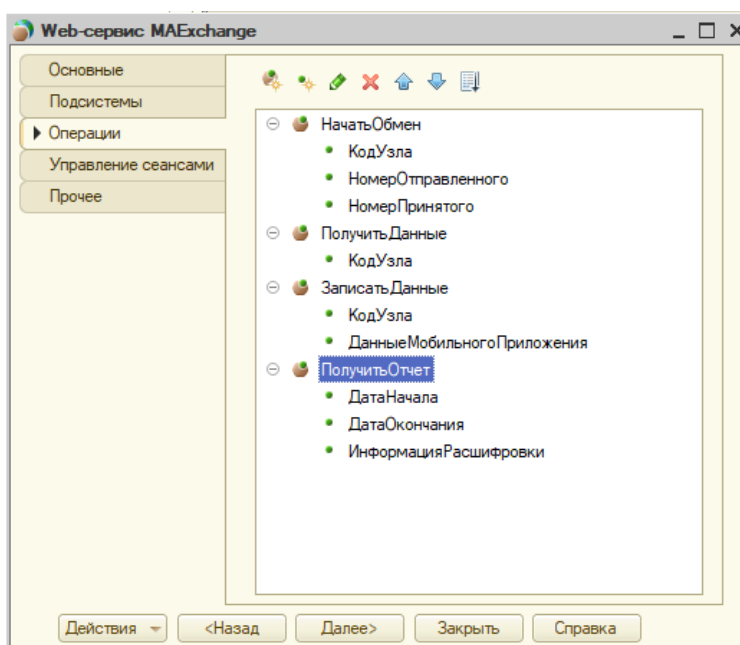 Web-сервис MAExchange
Основные
Подсистемы
Операции
Управление сеансами
Прочее
НачатьОбмен
КодУзла
НомерОтправленного
НомерПринятого
ПолучитьДанные
КодУзла
ЗаписатьДанные
КодУзла
ДанныеМобильногоПриложения
ПолучитьОтчет
ДатаНачала
ДатаОкончания
ИнформацияРасшифровки
Действия <Назад Далее> Закрыть Справка